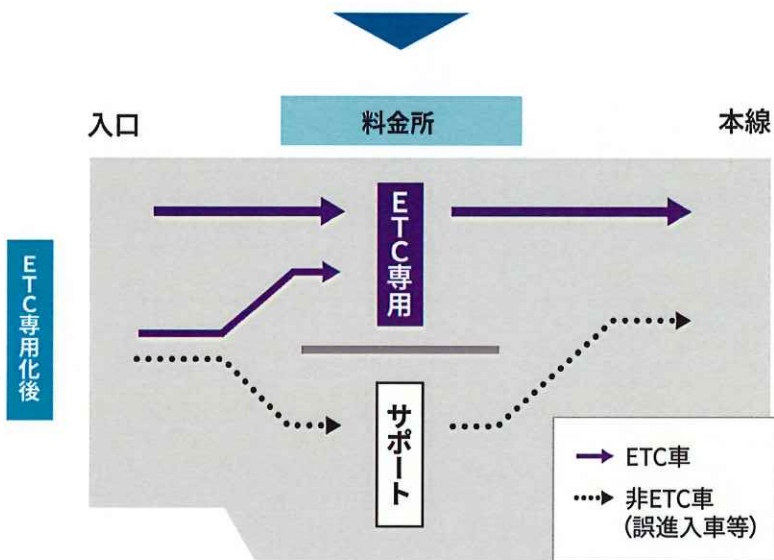 入口
料金所
本線
ETC専用化後
ETC専用
サポート
ETC車
非ETC車
(誤進入車等)